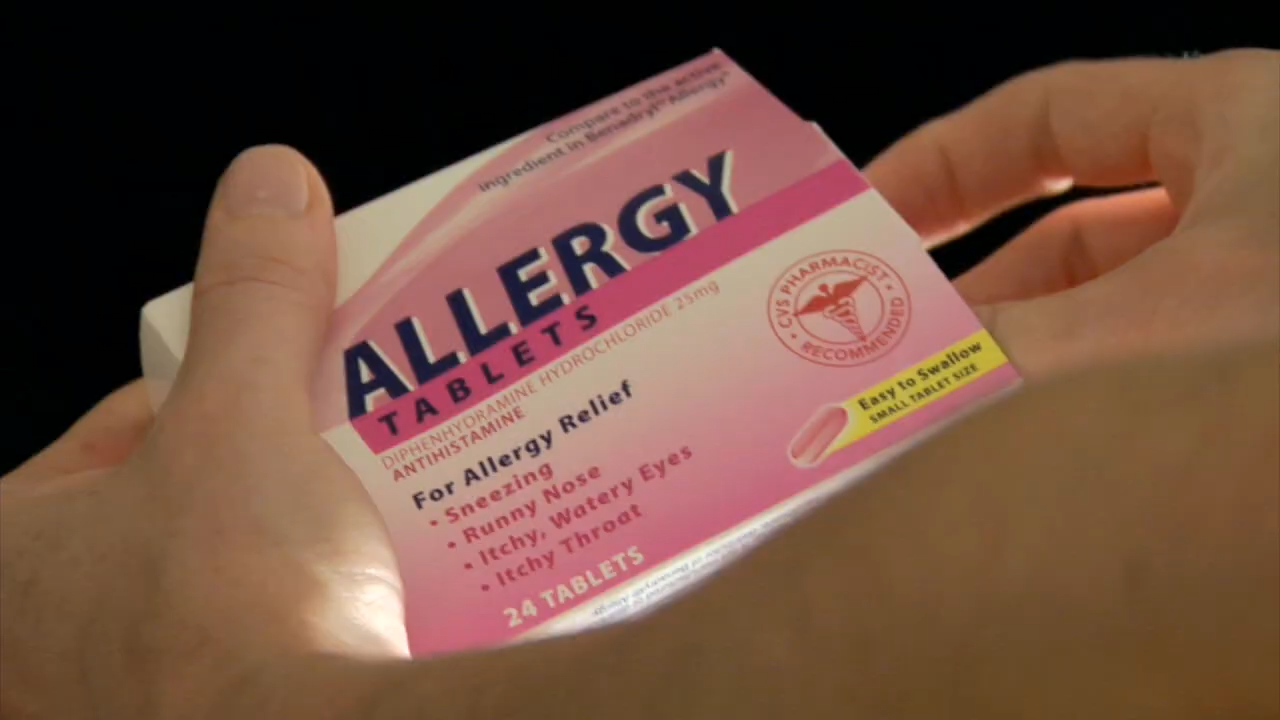 Compare to the active
ingredient in Benadryl® Allergy*
ALLERGY
TABLETS
DIPHENHYDRAMINE HYDROCHLORIDE 25mg
ANTIHISTAMINE
For Allergy Relief
• Sneezing
• Runny Nose
• Itchy, Watery Eyes
• Itchy Throat
24 TABLETS
• CVS PHARMACIST •
RECOMMENDED
Easy to Swallow
SMALL TABLET SIZE